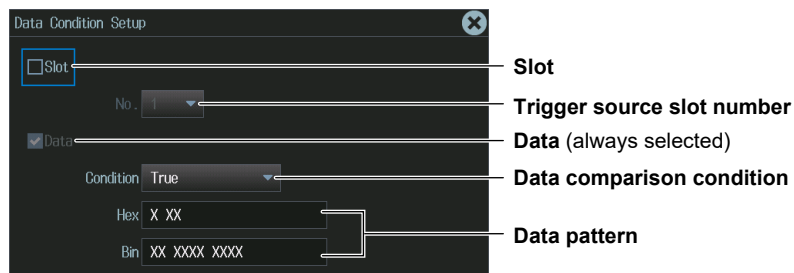 Data Condition Setup
Slot
Slot
No. 1
Trigger source slot number
Data
Data (always selected)
Condition True
Data comparison condition
Hex X XX
Data pattern
Bin XX XXXX XXXX